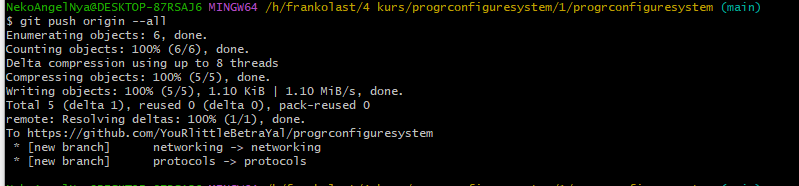 NekoAngelNya@DESKTOP-87RSAJ6 MINGW64 /h/frankolast/4 kurs/progrconfiguresystem/1/progrconfiguresystem (main)
$ git push origin --all
Enumerating objects: 6, done.
Counting objects: 100% (6/6), done.
Delta compression using up to 8 threads
Compressing objects: 100% (5/5), done.
Writing objects: 100% (5/5), 1.10 KiB | 1.10 MiB/s, done.
Total 5 (delta 1), reused 0 (delta 0), pack-reused 0
remote: Resolving deltas: 100% (1/1), done.
To https://github.com/YouRlittleBetraYal/progrconfiguresystem
 * [new branch]      networking -> networking
 * [new branch]      protocols -> protocols